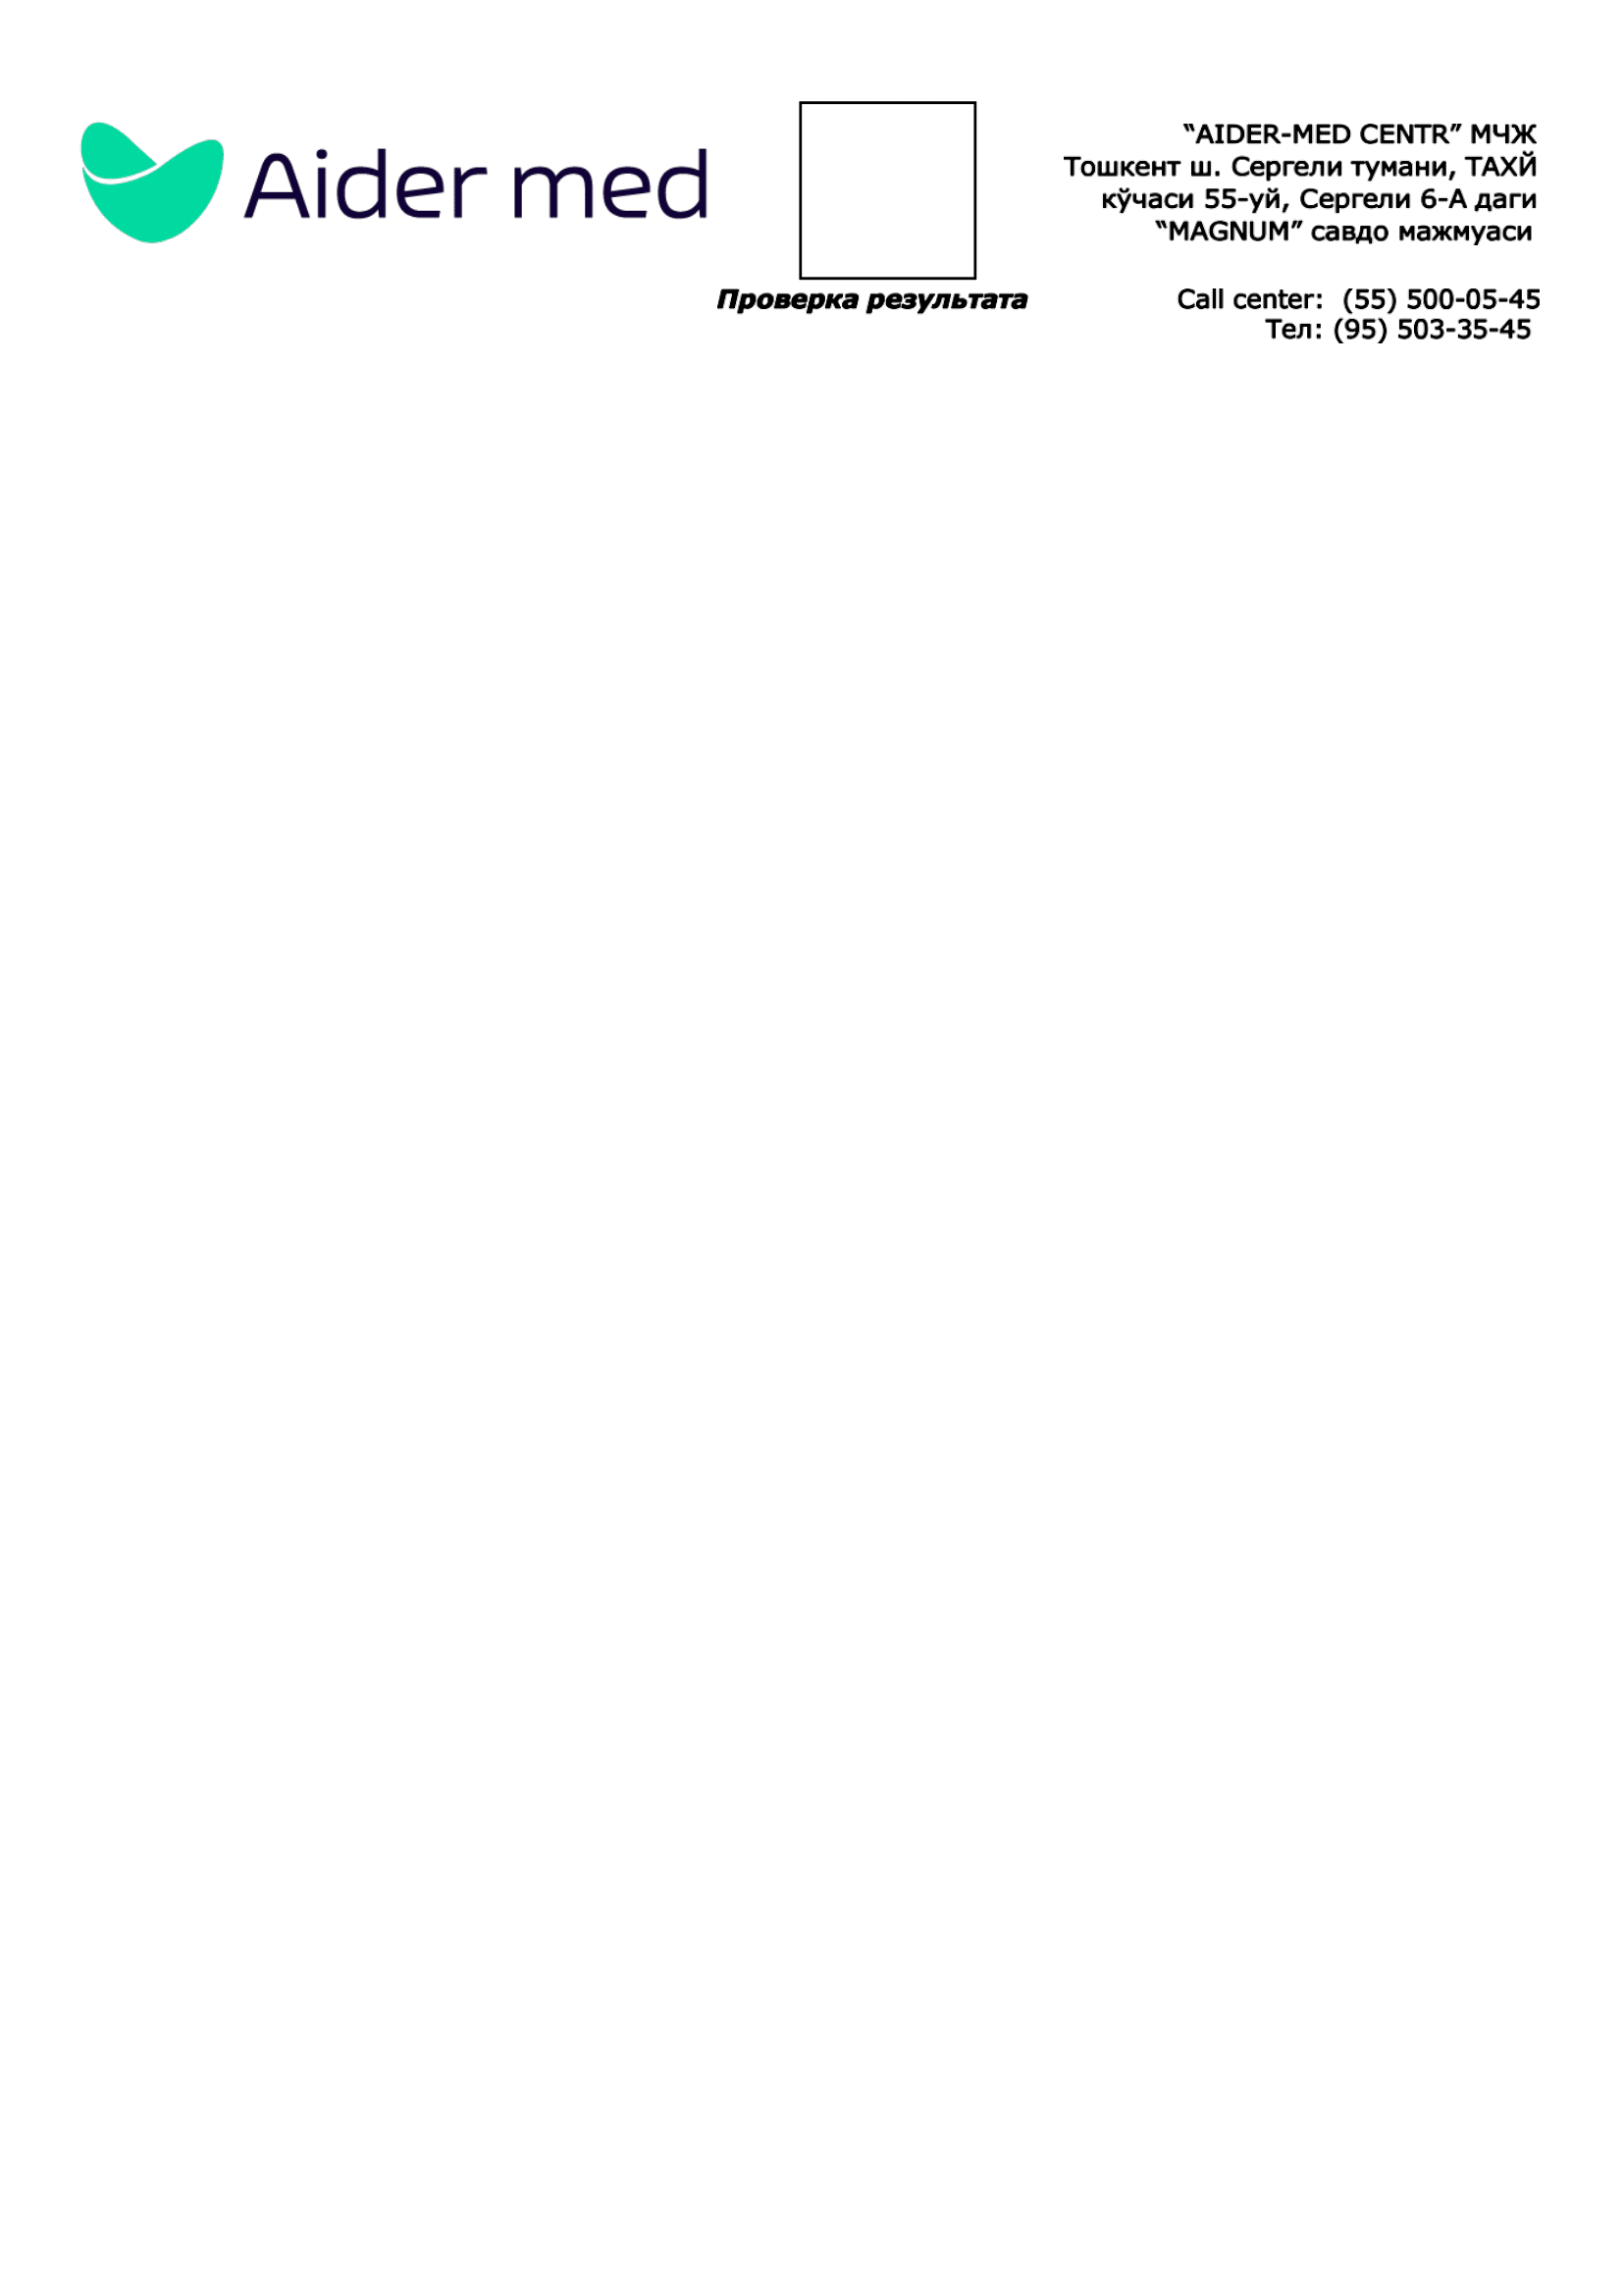 Aider med
Проверка результата
“AIDER-MED CENTR” МЧЖ
Тошкент ш. Сергели тумани, ТАХЙ
кўчаси 55-уй, Сергели 6-А даги
“MAGNUM” савдо мажмуаси
Call center: (55) 500-05-45
Тел: (95) 503-35-45